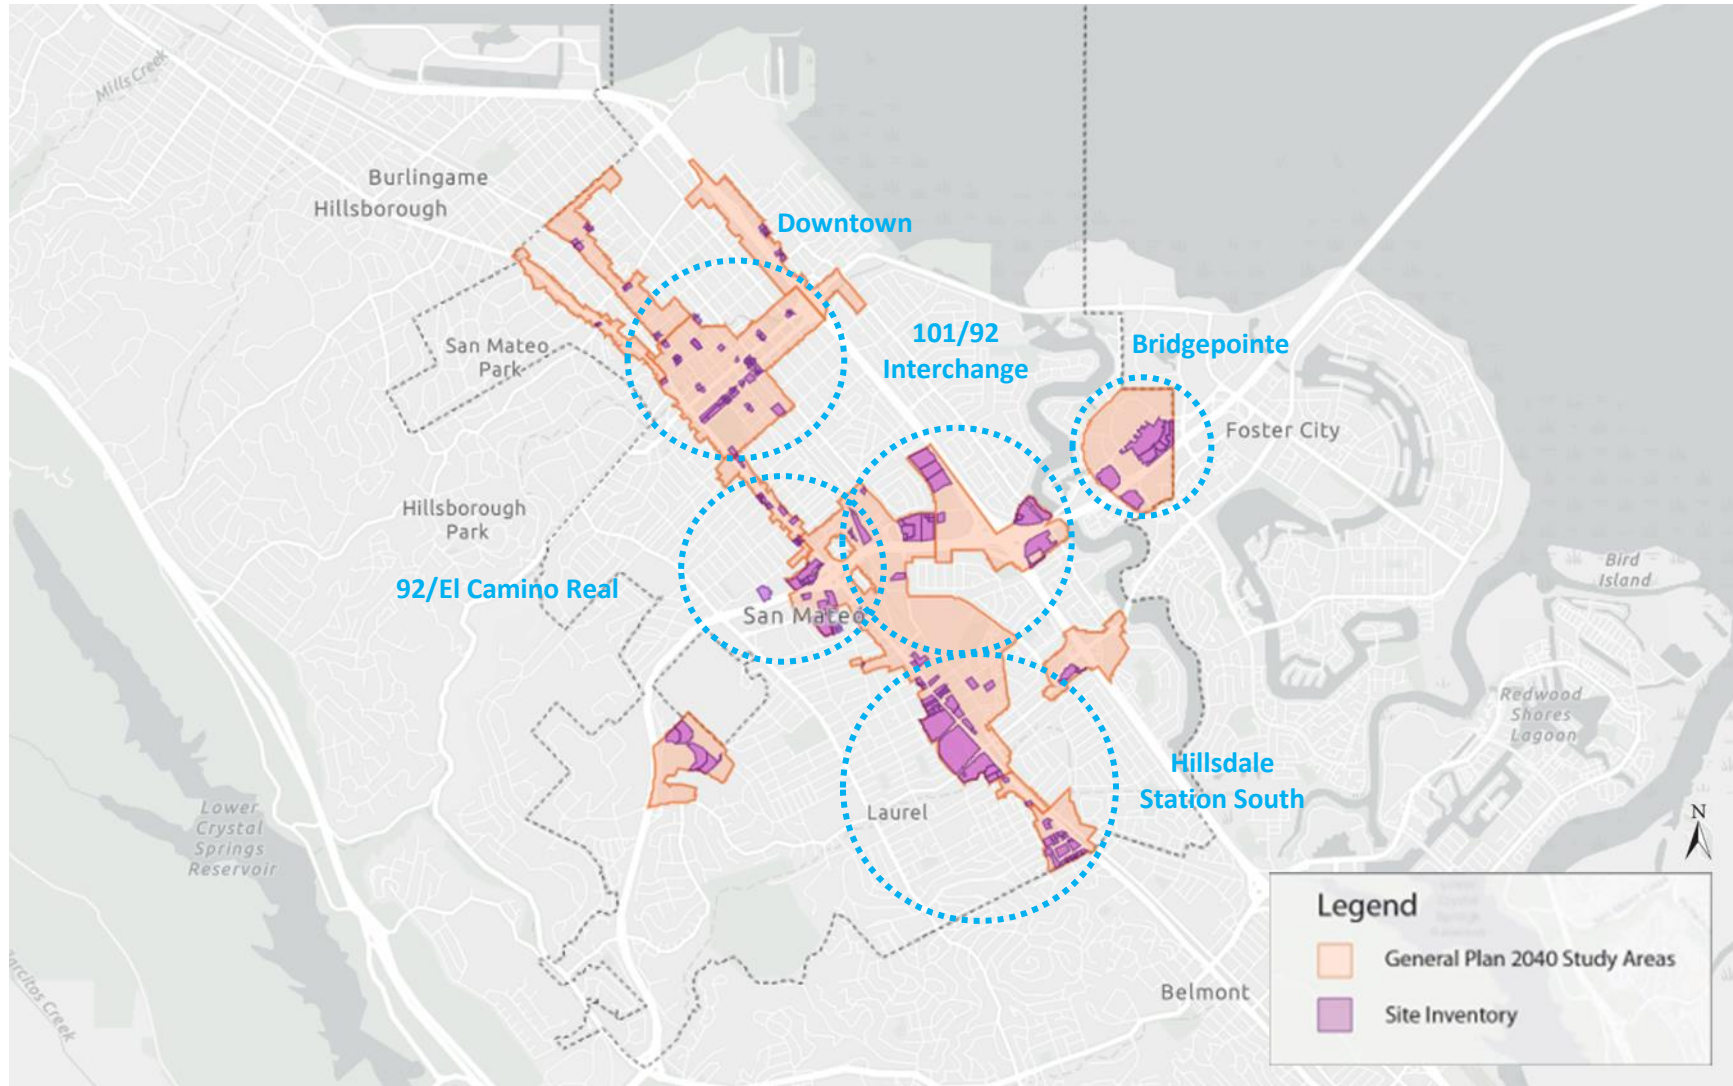 Mills Creek
Burlingame
Hillsborough
Downtown
San Mateo
Park
101/92
Interchange
Bridgepointe
Foster City
Hillsborough
Park
Bird
Island
92/El Camino Real
San Mateo
Redwood
Shores
Lagoon
Hillsdale
Station South
Laurel
Lower
Crystal
Springs
Reservoir
N
Legend
General Plan 2040 Study Areas
Site Inventory
Belmont
Creek